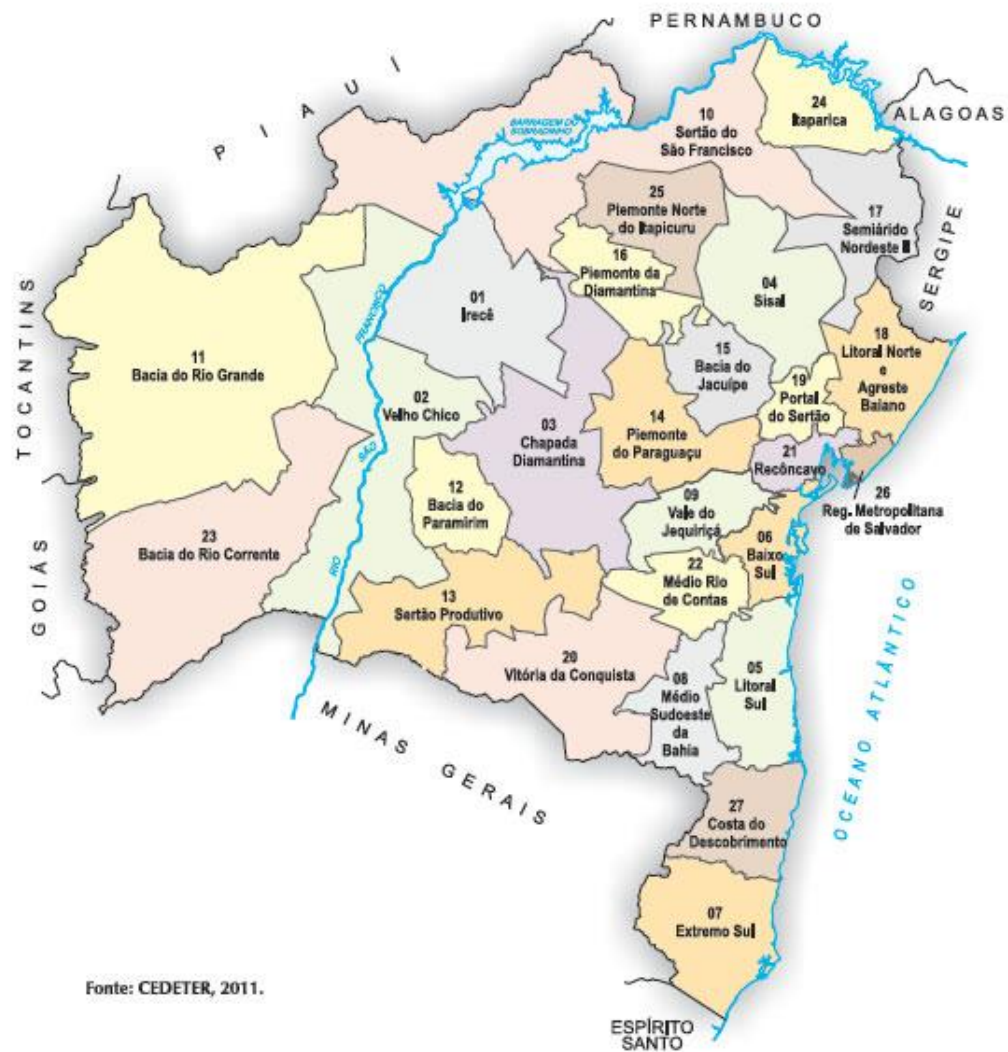 PERNAMBUCO
PIAUÍ
ALAGOAS
SERGIPE
TOCANTINS
GOIÁS
MINAS GERAIS
ESPÍRITO
SANTO
OCEANO ATLÂNTICO
BARRAGEM DO
SOBRADINHO
RIO
SÃO
FRANCISCO
24
Itaparica
10
Sertão do
São Francisco
25
Piemonte Norte
do Itapicuru
17
Semiárido
Nordeste II
16
Piemonte da
Diamantina
04
Sisal
01
Irecê
18
Litoral Norte
e
Agreste
Baiano
11
Bacia do Rio Grande
15
Bacia do
Jacuípe
19
Portal
do Sertão
02
Velho Chico
03
Chapada
Diamantina
14
Piemonte
do Paraguaçu
21
Recôncavo
26
Reg. Metropolitana
de Salvador
12
Bacia do
Paramirim
09
Vale do
Jequiriçá
06
Baixo
Sul
23
Bacia do Rio Corrente
22
Médio Rio
de Contas
13
Sertão Produtivo
20
Vitória da Conquista
08
Médio
Sudoeste
da
Bahia
05
Litoral
Sul
27
Costa do
Descobrimento
07
Extremo Sul
Fonte: CEDETER, 2011.